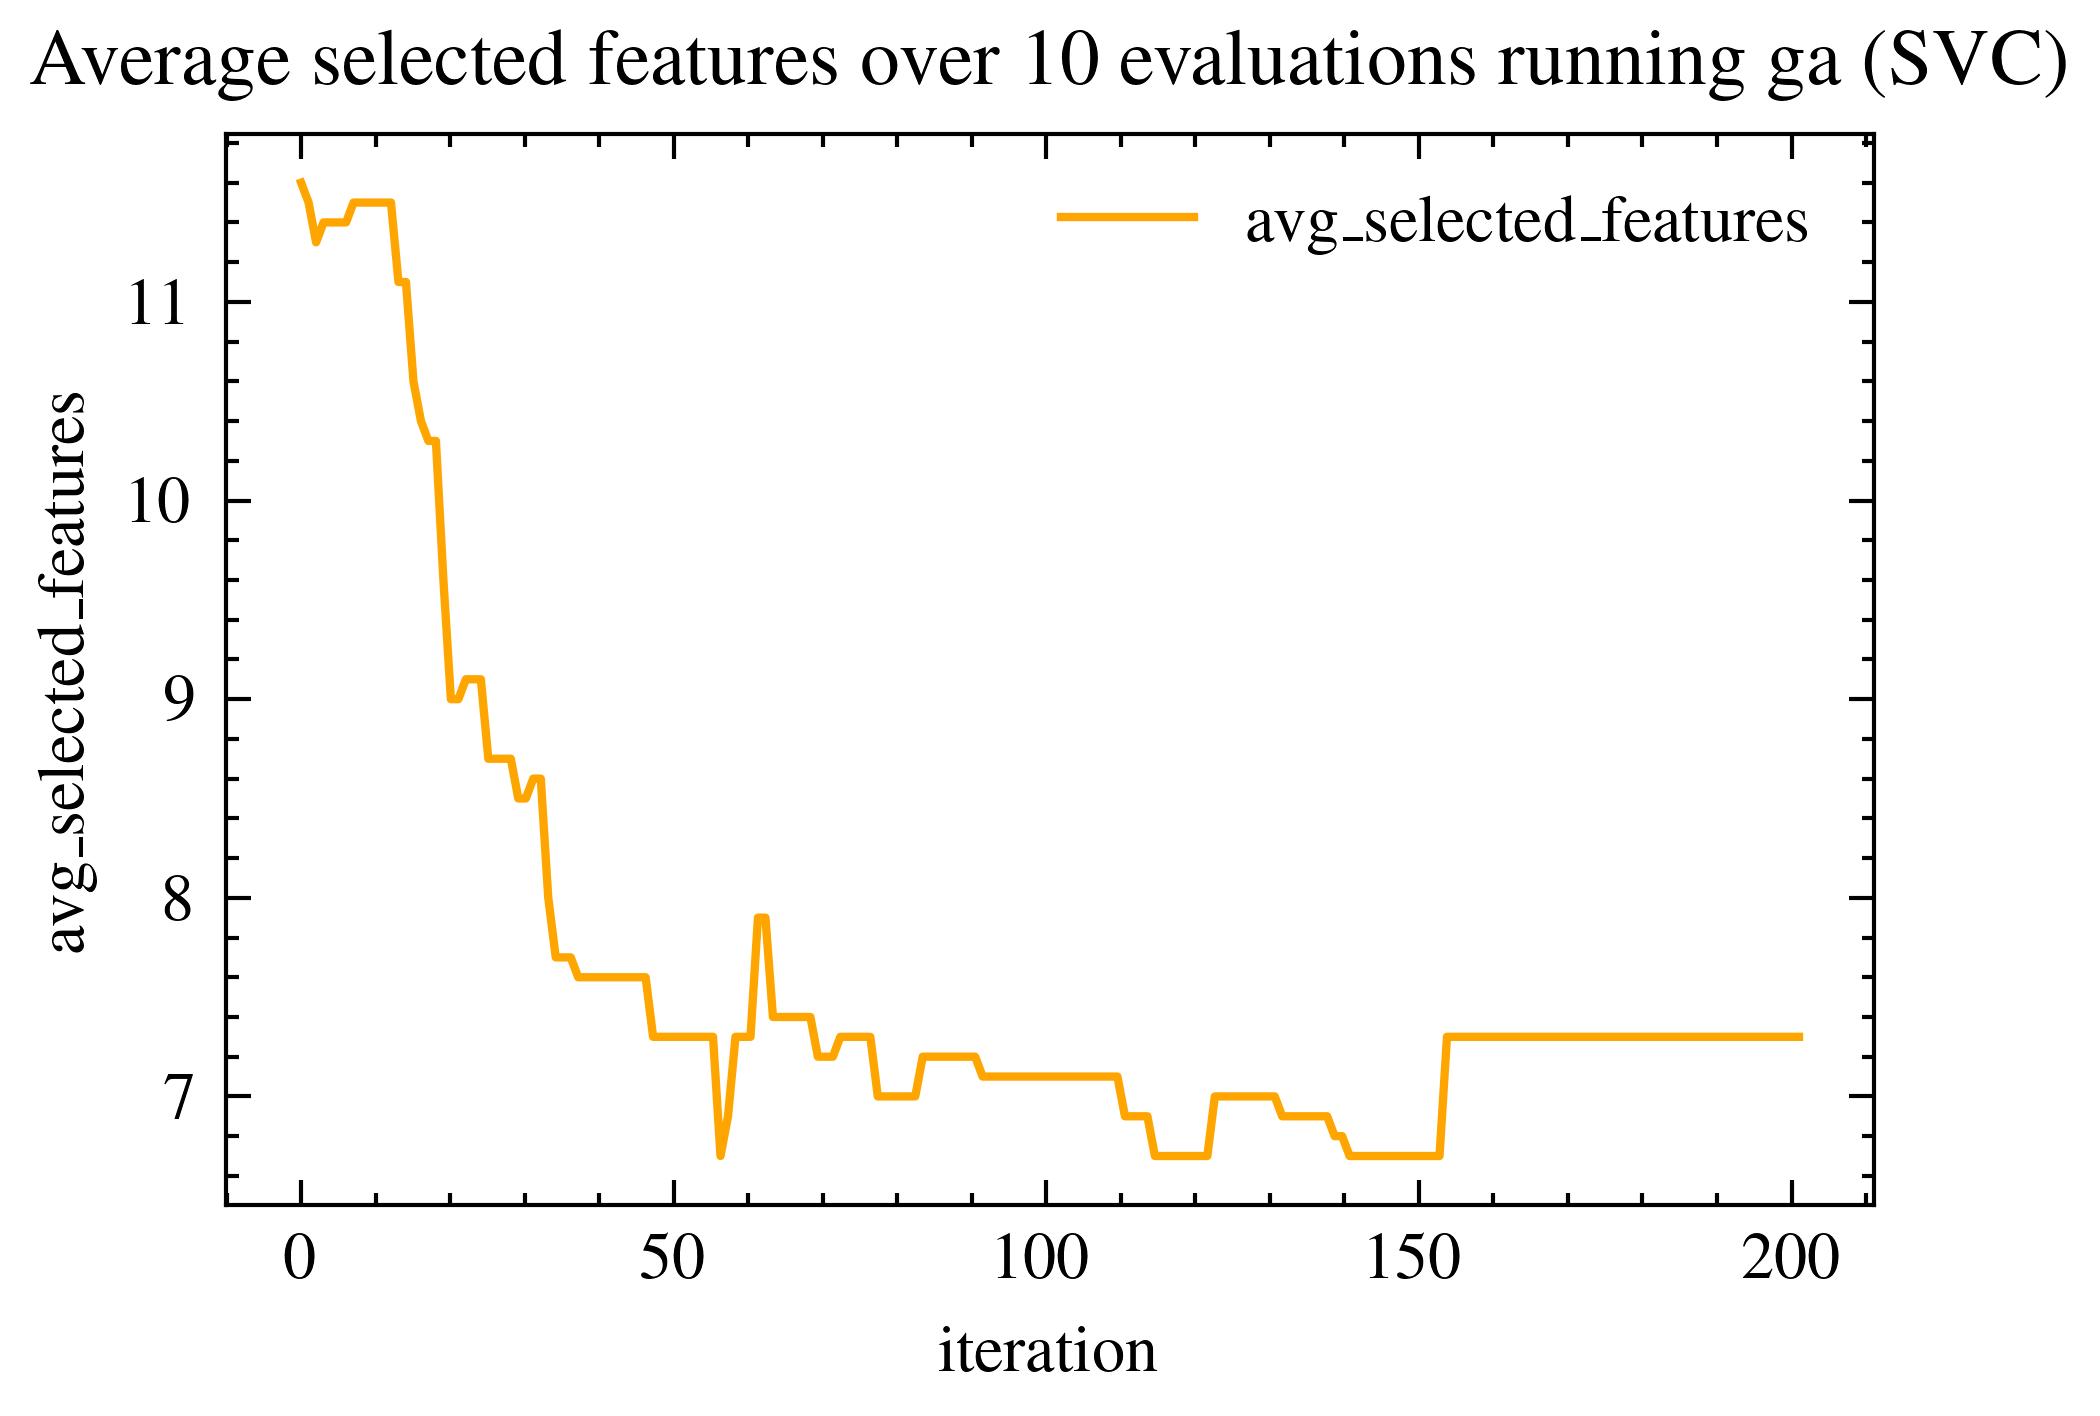 Average selected features over 10 evaluations running ga (SVC)
avg_selected_features
11
10
9
8
7
avg_selected_features
0 50 100 150 200
iteration